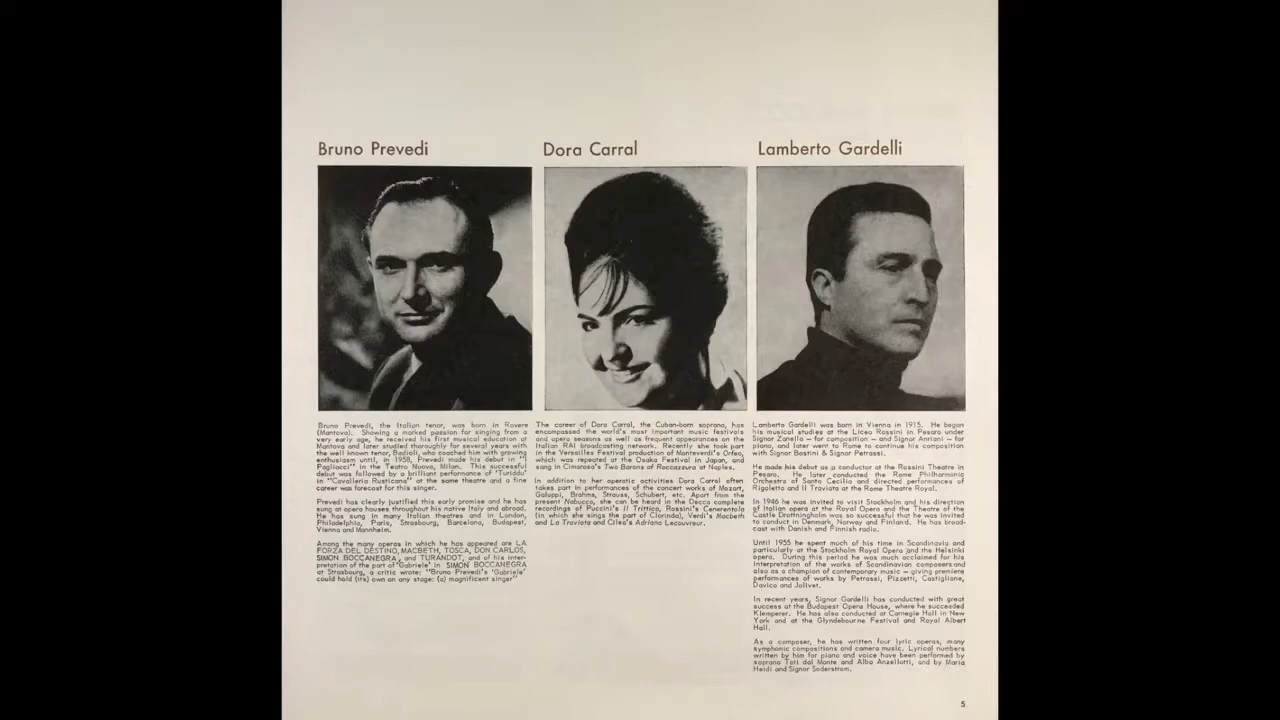 Bruno Prevedi
Bruno Prevedi, the Italian tenor, was born in Rovere
(Mantova). Showing a marked passion for singing from a
very early age, he received his first musical education at
Mantova and later studied thoroughly for several years with
the well known tenor, Badioli, who coached him with growing
enthusiasm until, in 1958, Prevedi made his debut in "I
Pagliacci" in the Teatro Nuovo, Milan. This successful
debut was followed by a brilliant performance of 'Turiddu'
in "Cavalleria Rusticana" at the same theatre and a fine
career was forecast for this singer.
Prevedi has clearly justified this early promise and he has
sung at opera houses throughout his native Italy and abroad.
He has sung in many Italian theatres and in London,
Philadelphia, Paris, Strasbourg, Barcelona, Budapest,
Vienna and Mannheim.
Among the many operas in which he has appeared are LA
FORZA DEL DESTINO, MACBETH, TOSCA, DON CARLOS,
SIMON BOCCANEGRA, and TURANDOT, and of his inter-
pretation of the part of 'Gabriele' in SIMON BOCCANEGRA
at Strasbourg, a critic wrote: "Bruno Prevedi's 'Gabriele'
could hold (its) own on any stage: (a) magnificent singer"
Dora Carral
The career of Dora Carral, the Cuban-born soprano, has
encompassed the world's most important music festivals
and opera seasons as well as frequent appearances on the
Italian RAI broadcasting network. Recently she took part
in the Versailles Festival production of Monteverdi's Orfeo,
which was repeated at the Osaka Festival in Japan, and
sang in Cimarosa's Two Barons of Roccazzura at Naples.
In addition to her operatic activities Dora Carral often
takes part in performances of the concert works of Mozart,
Galuppi, Brahms, Strauss, Schubert, etc. Apart from the
present Nabucco, she can be heard in the Decca complete
recordings of Puccini's Il Trittico, Rossini's Cenerentola
(in which she sings the part of Clorinda), Verdi's Macbeth
and La Traviata and Cilea's Adriana Lecouvreur.
Lamberto Gardelli
Lamberto Gardelli was born in Vienna in 1915. He began
his musical studies at the Liceo Rossini in Pesaro under
Signor Zanella — for composition — and Signor Anriani — for
piano, and later went to Rome to continue his composition
with Signor Bostini & Signor Petrassi.
He made his debut as a conductor at the Rossini Theatre in
Pesaro. He later conducted the Rome Philharmonic
Orchestra of Santa Cecilia and directed performances of
Rigoletto and Il Traviata at the Rome Theatre Royal.
In 1946 he was invited to visit Stockholm and his direction
of Italian opera at the Royal Opera and the Theatre of the
Castle Drottningholm was so successful that he was invited
to conduct in Denmark, Norway and Finland. He has broad-
cast with Danish and Finnish radio.
Until 1955 he spent much of his time in Scandinavia and
particularly at the Stockholm Royal Opera and the Helsinki
opera. During this period he was much acclaimed for his
interpretation of the works of Scandinavian composers and
also as a champion of contemporary music — giving premiere
performances of works by Petrassi, Pizzetti, Castiglione,
Davico and Jolivet.
In recent years, Signor Gardelli has conducted with great
success at the Budapest Opera House, where he succeeded
Klemperer. He has also conducted at Carnegie Hall in New
York and at the Glyndebourne Festival and Royal Albert
Hall.
As a composer, he has written four lyric operas, many
symphonic compositions and camera music. Lyrical numbers
written by him for piano and voice have been performed by
soprano Toti dal Monte and Alba Anzellotti, and by Maria
Heidi and Signor Soderstrom.
5